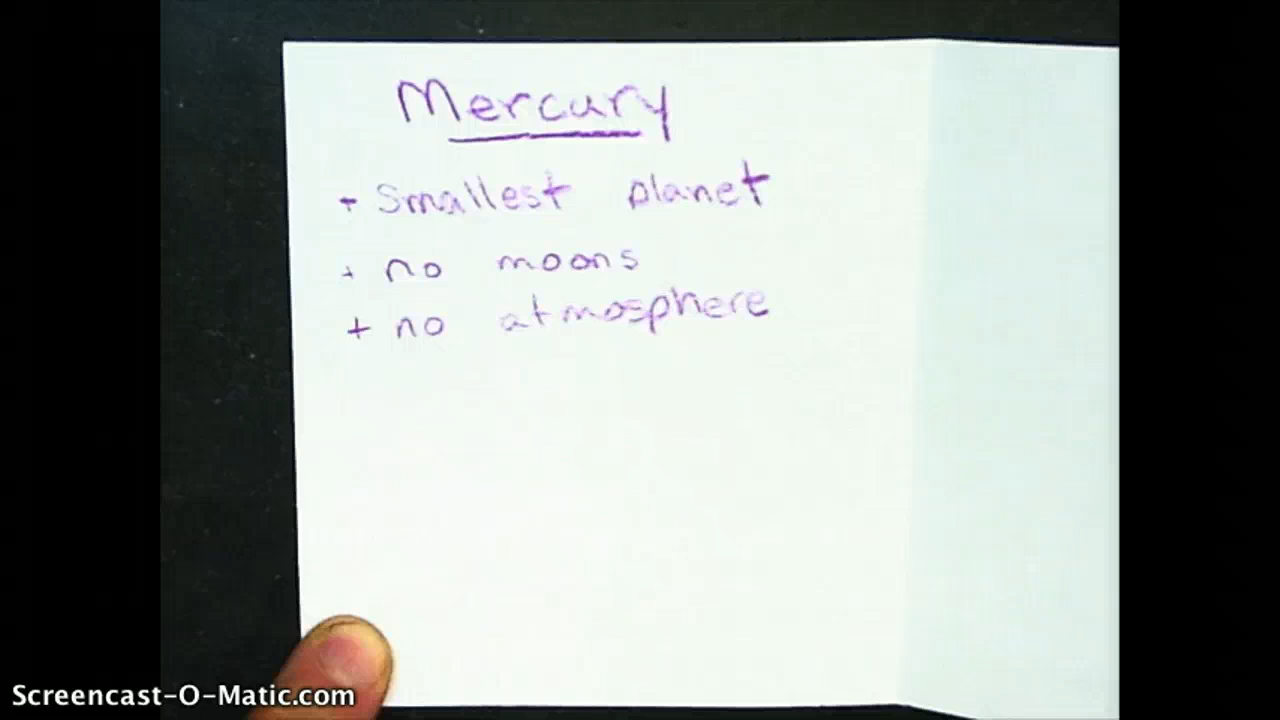 Mercury
+ Smallest planet
+ no moons
+ no atmosphere
Screencast-O-Matic.com